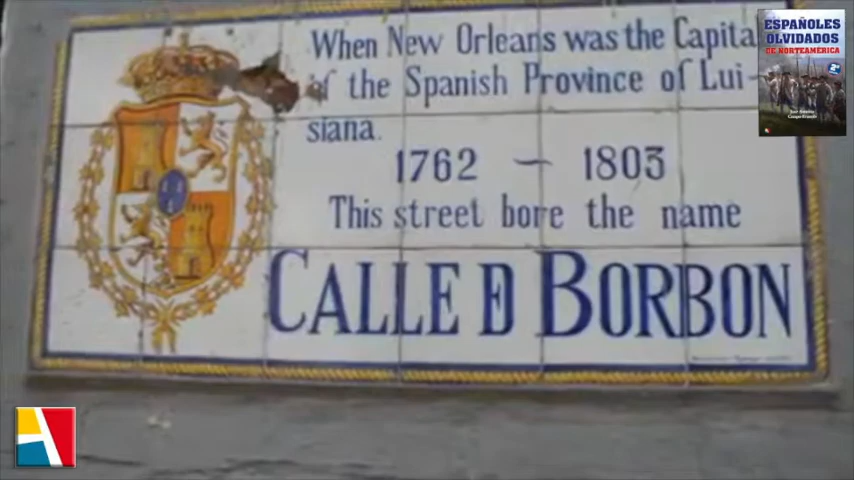 When New Orleans was the Capital
of the Spanish Province of Lui-
siana.
1762 ~ 1803
This street bore the name
CALLE D BORBON
ESPAÑOLES
OLVIDADOS
DE NORTEAMÉRICA